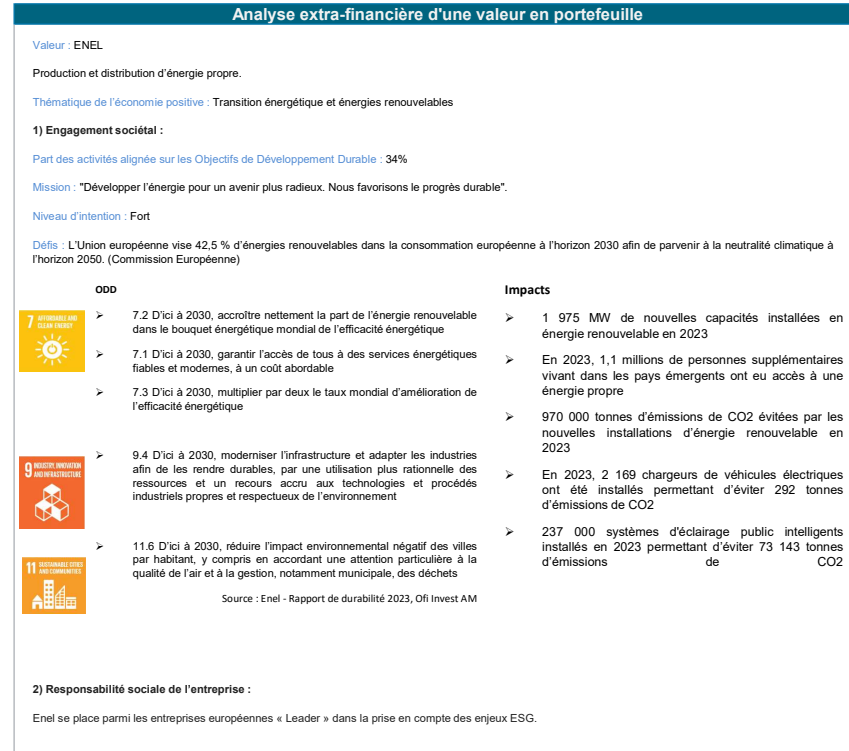 Analyse extra-financière d'une valeur en portefeuille
Valeur : ENEL
Production et distribution d'énergie propre.
Thématique de l'économie positive : Transition énergétique et énergies renouvelables
1) Engagement sociétal :
Part des activités alignée sur les Objectifs de Développement Durable : 34%
Mission : "Développer l'énergie pour un avenir plus radieux. Nous favorisons le progrès durable".
Niveau d'intention : Fort
Défis : L'Union européenne vise 42,5 % d'énergies renouvelables dans la consommation européenne à l'horizon 2030 afin de parvenir à la neutralité climatique à
l'horizon 2050. (Commission Européenne)
ODD
7 AFFORDABLE AND
CLEAN ENERGY
➢ 7.2 D'ici à 2030, accroître nettement la part de l'énergie renouvelable
dans le bouquet énergétique mondial de l'efficacité énergétique
➢ 7.1 D'ici à 2030, garantir l'accès de tous à des services énergétiques
fiables et modernes, à un coût abordable
➢ 7.3 D'ici à 2030, multiplier par deux le taux mondial d'amélioration de
l'efficacité énergétique
9 INDUSTRY, INNOVATION
AND INFRASTRUCTURE
➢ 9.4 D'ici à 2030, moderniser l'infrastructure et adapter les industries
afin de les rendre durables, par une utilisation plus rationnelle des
ressources et un recours accru aux technologies et procédés
industriels propres et respectueux de l'environnement
11 SUSTAINABLE CITIES
AND COMMUNITIES
➢ 11.6 D'ici à 2030, réduire l'impact environnemental négatif des villes
par habitant, y compris en accordant une attention particulière à la
qualité de l'air et à la gestion, notamment municipale, des déchets
Source : Enel - Rapport de durabilité 2023, Ofi Invest AM
Impacts
➢ 1 975 MW de nouvelles capacités installées en
énergie renouvelable en 2023
➢ En 2023, 1,1 millions de personnes supplémentaires
vivant dans les pays émergents ont eu accès à une
énergie propre
➢ 970 000 tonnes d'émissions de CO2 évitées par les
nouvelles installations d'énergie renouvelable en
2023
➢ En 2023, 2 169 chargeurs de véhicules électriques
ont été installés permettant d'éviter 292 tonnes
d'émissions de CO2
➢ 237 000 systèmes d'éclairage public intelligents
installés en 2023 permettant d'éviter 73 143 tonnes
d'émissions de CO2
2) Responsabilité sociale de l'entreprise :
Enel se place parmi les entreprises européennes « Leader » dans la prise en compte des enjeux ESG.